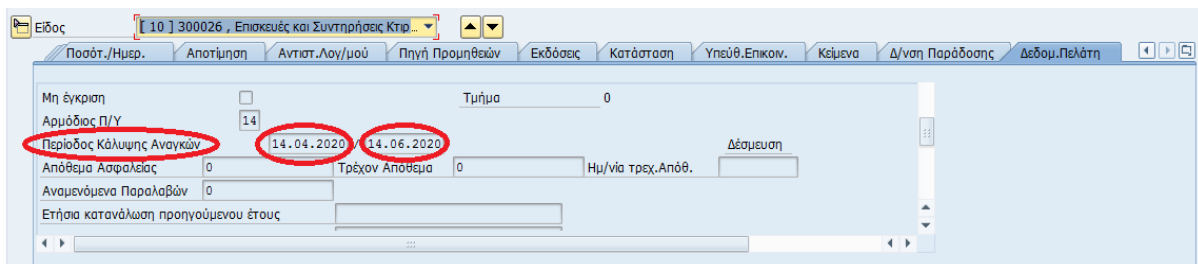 Είδος [ 10 ] 300026 , Επισκευές και Συντηρήσεις Κτιρ...
Ποσότ./Ημερ. Αποτίμηση Αντιστ.Λογ/μού Πηγή Προμηθειών Εκδόσεις Κατάσταση Υπεύθ.Επικοιν. Κείμενα Δ/νση Παράδοσης Δεδομ.Πελάτη
Μη έγκριση Τμήμα 0
Αρμόδιος Π/Υ 14
Περίοδος Κάλυψης Αναγκών 14.04.2020 / 14.06.2020 Δέσμευση
Απόθεμα Ασφαλείας 0 Τρέχον Απόθεμα 0 Ημ/νία τρεχ.Απόθ.
Αναμενόμενα Παραλαβών 0
Ετήσια κατανάλωση προηγούμενου έτους